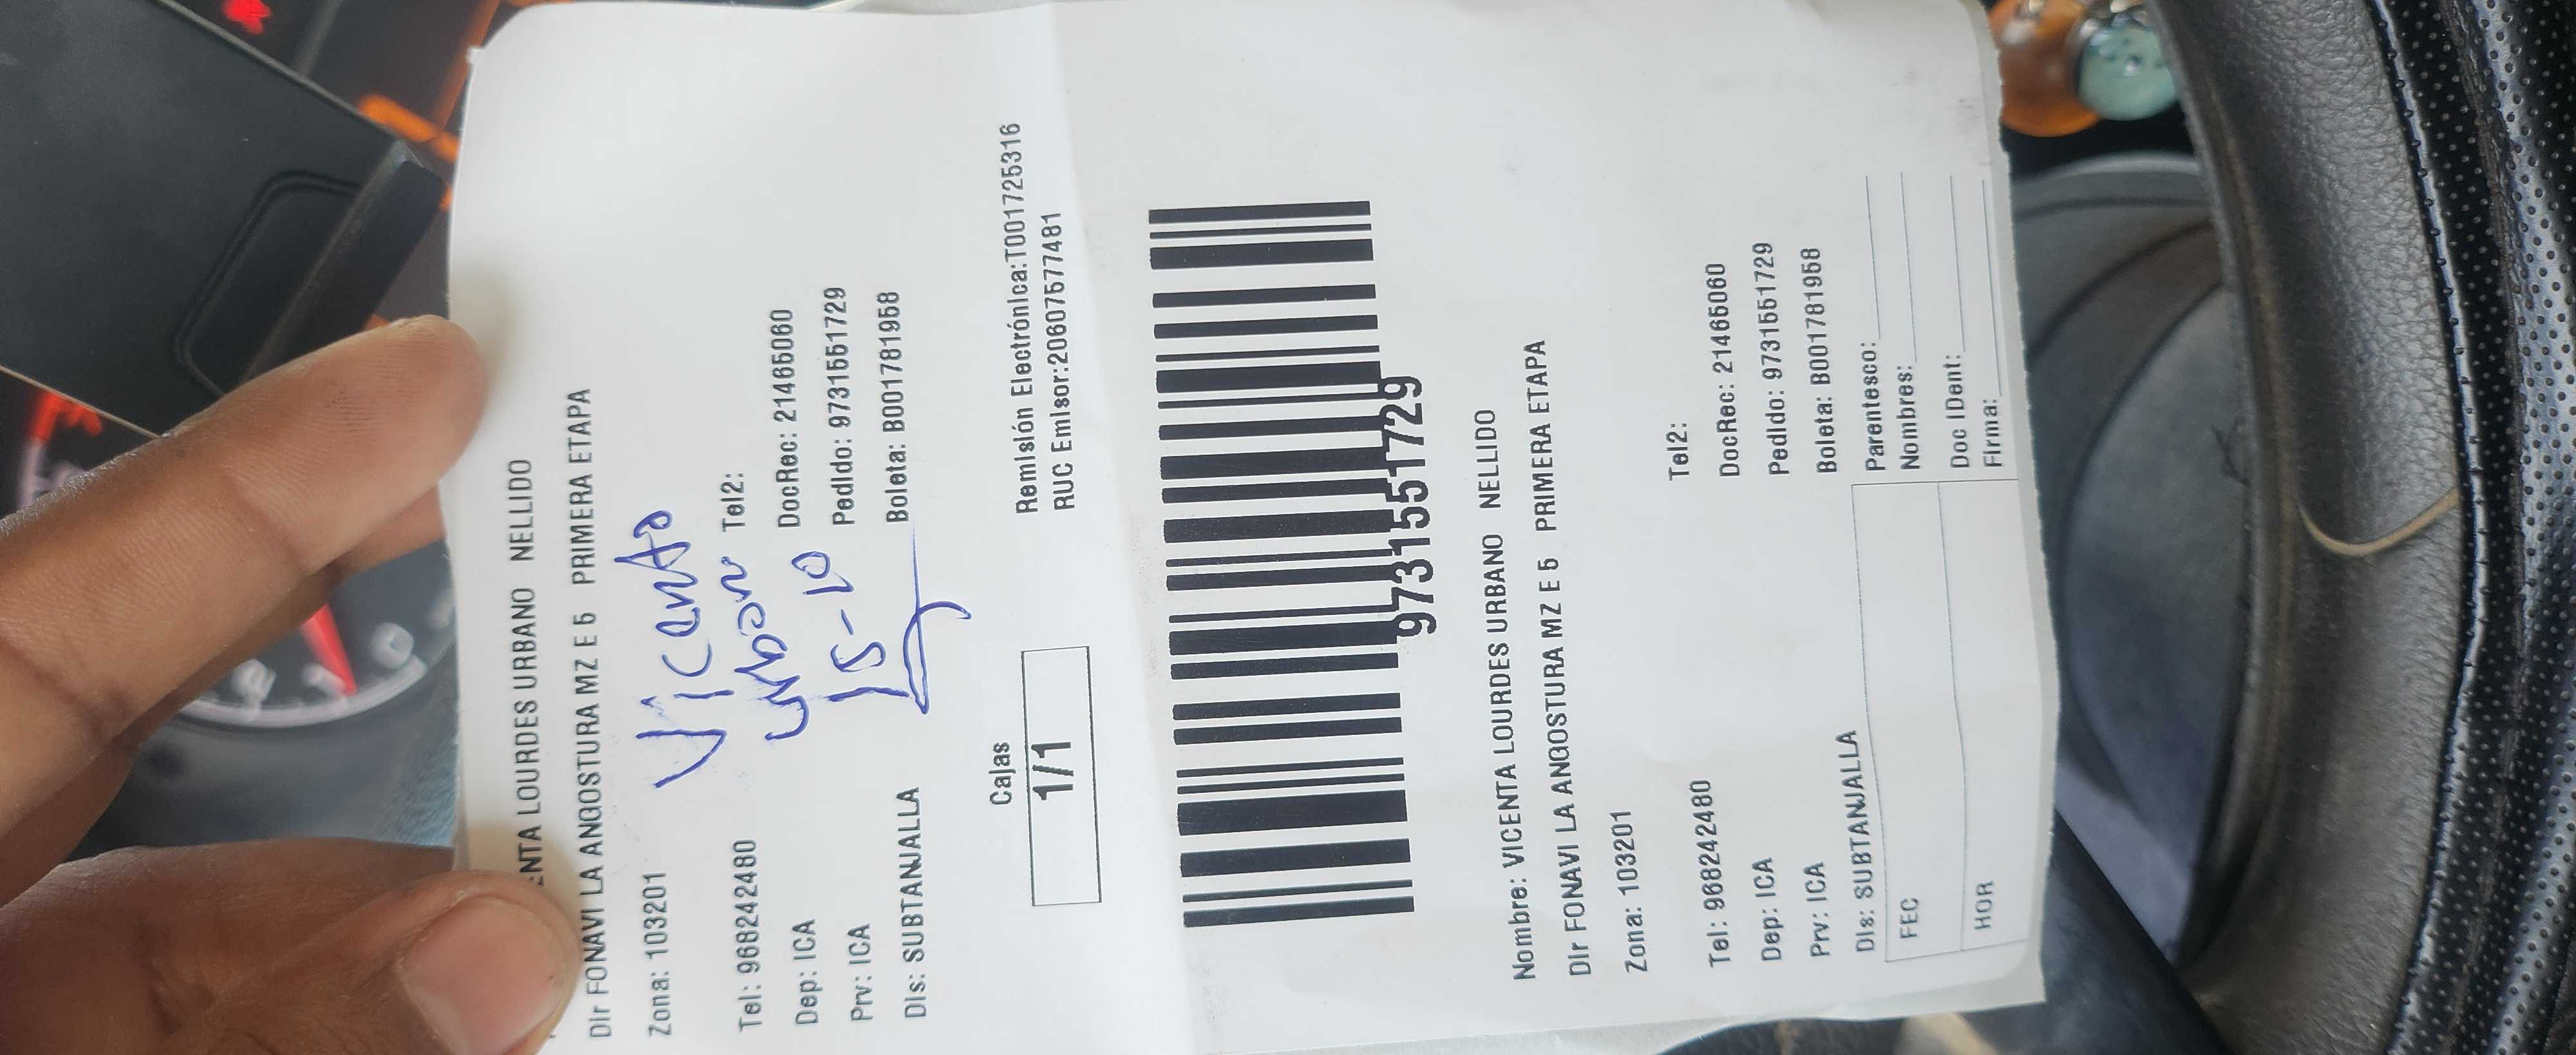 ENTA LOURDES URBANO NELLIDO
DIr FONAVI LA ANGOSTURA MZ E 5 PRIMERA ETAPA
Zona: 103201
Vicenta
Urbano
15-10
Tel: 968242480 Tel2:
Dep: ICA DocRec: 21465060
Prv: ICA Pedido: 97315551729
DIs: SUBTANJALLA Boleta: B001781958
Cajas
1/1
Remisión Electrónica:T001725316
RUC Emisor:20607577481
97315551729
Nombre: VICENTA LOURDES URBANO NELLIDO
DIr FONAVI LA ANGOSTURA MZ E 5 PRIMERA ETAPA
Zona: 103201
Tel: 968242480 Tel2:
Dep: ICA DocRec: 21465060
Prv: ICA Pedido: 97315551729
DIs: SUBTANJALLA Boleta: B001781958
FEC Parentesco:
Nombres:
HOR Doc IDent:
Firma: